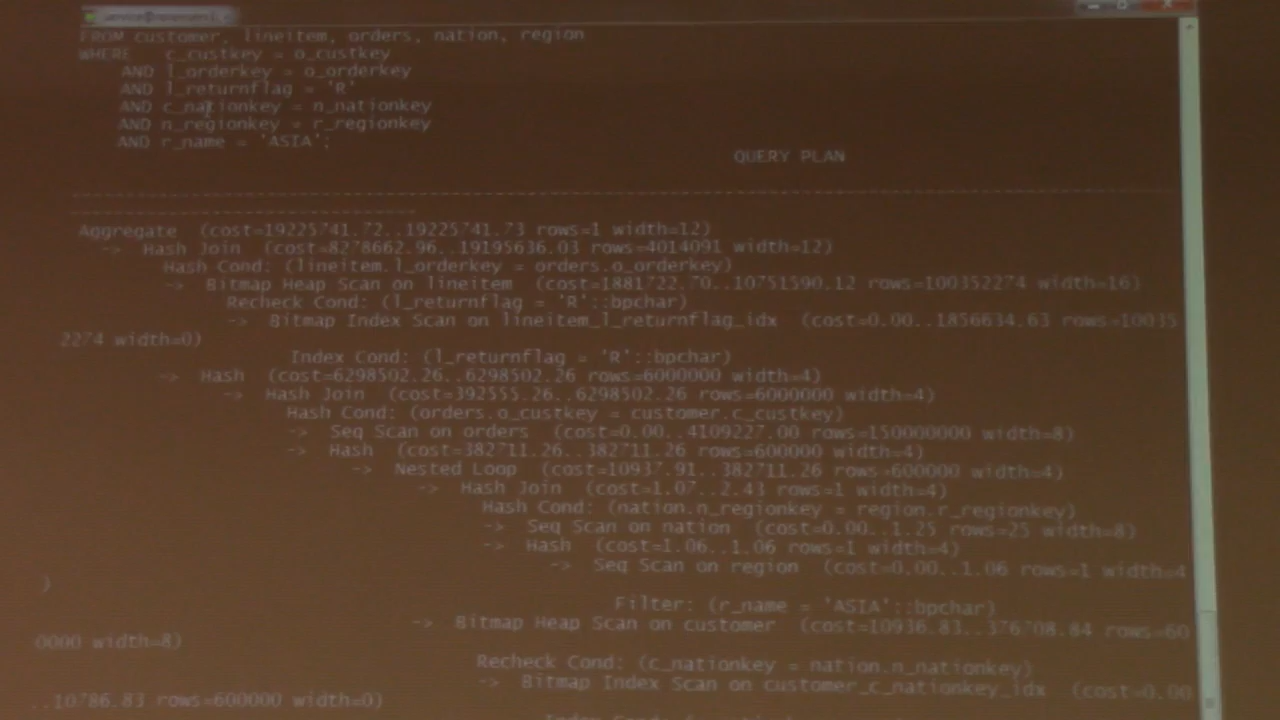 FROM customer, lineitem, orders, nation, region
WHERE c_custkey = o_custkey
AND l_orderkey = o_orderkey
AND l_returnflag = 'R'
AND c_nationkey = n_nationkey
AND n_regionkey = r_regionkey
AND r_name = 'ASIA';
QUERY PLAN
Aggregate (cost=19225741.72..19225741.73 rows=1 width=12)
-> Hash Join (cost=8278662.96..19195636.03 rows=4014091 width=12)
Hash Cond: (lineitem.l_orderkey = orders.o_orderkey)
-> Bitmap Heap Scan on lineitem (cost=1881722.70..10751590.12 rows=100352274 width=16)
Recheck Cond: (l_returnflag = 'R'::bpchar)
-> Bitmap Index Scan on lineitem_l_returnflag_idx (cost=0.00..1856634.63 rows=10035
2274 width=0)
Index Cond: (l_returnflag = 'R'::bpchar)
-> Hash (cost=6298502.26..6298502.26 rows=6000000 width=4)
-> Hash Join (cost=392555.26..6298502.26 rows=6000000 width=4)
Hash Cond: (orders.o_custkey = customer.c_custkey)
-> Seq Scan on orders (cost=0.00..4109227.00 rows=150000000 width=8)
-> Hash (cost=382711.26..382711.26 rows=600000 width=4)
-> Nested Loop (cost=10937.91..382711.26 rows=600000 width=4)
-> Hash Join (cost=1.07..2.43 rows=1 width=4)
Hash Cond: (nation.n_regionkey = region.r_regionkey)
-> Seq Scan on nation (cost=0.00..1.25 rows=25 width=8)
-> Hash (cost=1.06..1.06 rows=1 width=4)
-> Seq Scan on region (cost=0.00..1.06 rows=1 width=4
)
Filter: (r_name = 'ASIA'::bpchar)
-> Bitmap Heap Scan on customer (cost=10936.83..376708.84 rows=60
0000 width=8)
Recheck Cond: (c_nationkey = nation.n_nationkey)
-> Bitmap Index Scan on customer_c_nationkey_idx (cost=0.00
..10786.83 rows=600000 width=0)